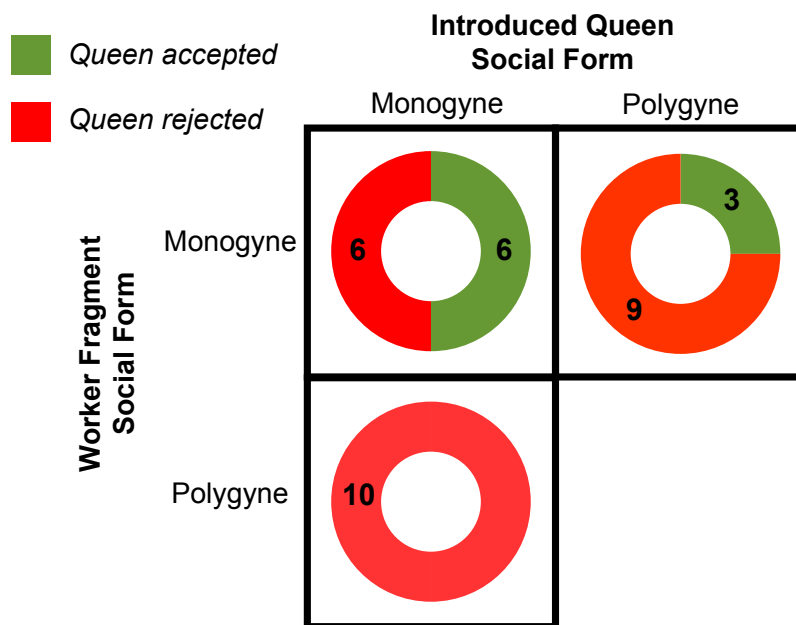 Queen accepted
Queen rejected
Introduced Queen
Social Form
Monogyne
Polygyne
Worker Fragment
Social Form
Monogyne
6
6
3
9
Polygyne
10